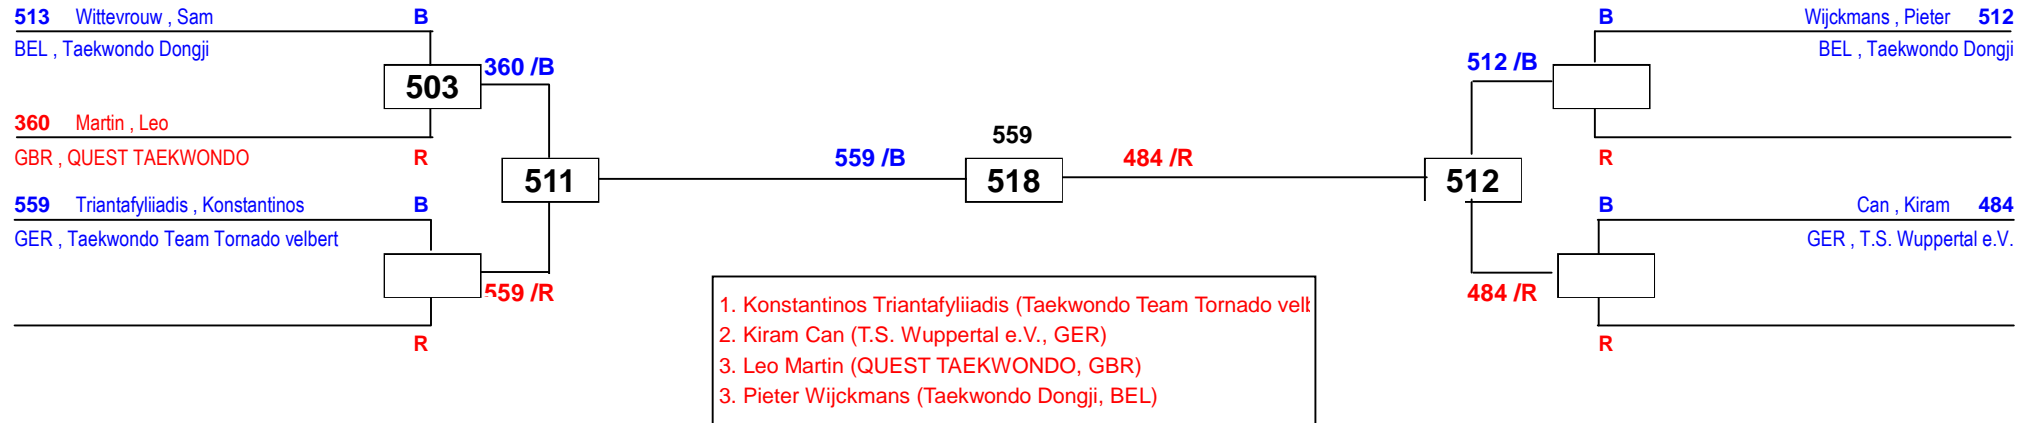 513 Wittevrouw , Sam B
BEL , Taekwondo Dongji
503
360 /B
360 Martin , Leo
GBR , QUEST TAEKWONDO R
511
559 Triantafyliiadis , Konstantinos B
GER , Taekwondo Team Tornado velbert
559 /R
R
559 /B
559
518
484 /R
B Wijckmans , Pieter 512
BEL , Taekwondo Dongji
512 /B
R
512
B Can , Kiram 484
GER , T.S. Wuppertal e.V.
484 /R
R
1. Konstantinos Triantafyliiadis (Taekwondo Team Tornado
2. Kiram Can (T.S. Wuppertal e.V., GER)
3. Leo Martin (QUEST TAEKWONDO, GBR)
3. Pieter Wijckmans (Taekwondo Dongji, BEL)